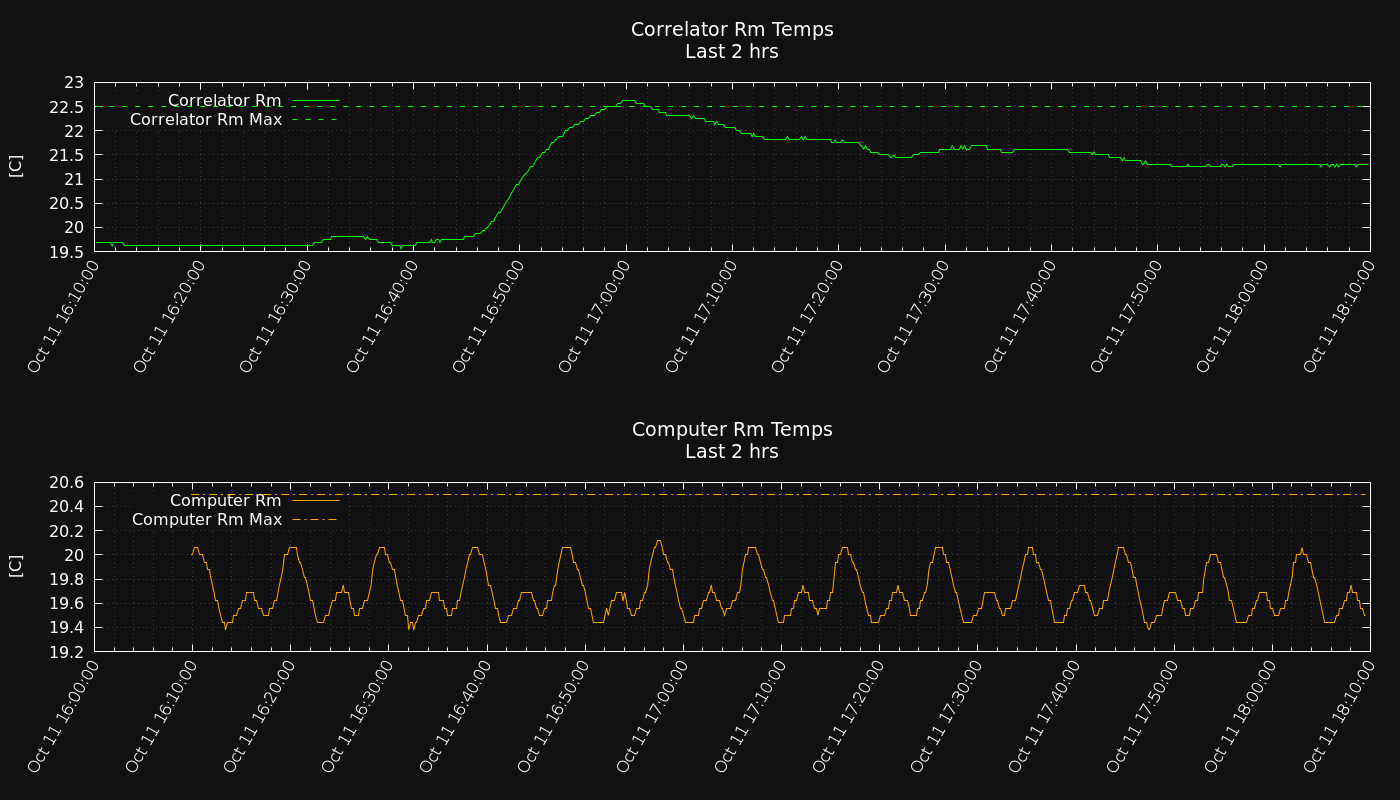 Correlator Rm Temps
Last 2 hrs
23
22.5
22
21.5
21
20.5
20
19.5
[C]
Correlator Rm
Correlator Rm Max
Oct 11 16:10:00
Oct 11 16:20:00
Oct 11 16:30:00
Oct 11 16:40:00
Oct 11 16:50:00
Oct 11 17:00:00
Oct 11 17:10:00
Oct 11 17:20:00
Oct 11 17:30:00
Oct 11 17:40:00
Oct 11 17:50:00
Oct 11 18:00:00
Oct 11 18:10:00
Computer Rm Temps
Last 2 hrs
20.6
20.4
20.2
20
19.8
19.6
19.4
19.2
[C]
Computer Rm
Computer Rm Max
Oct 11 16:00:00
Oct 11 16:10:00
Oct 11 16:20:00
Oct 11 16:30:00
Oct 11 16:40:00
Oct 11 16:50:00
Oct 11 17:00:00
Oct 11 17:10:00
Oct 11 17:20:00
Oct 11 17:30:00
Oct 11 17:40:00
Oct 11 17:50:00
Oct 11 18:00:00
Oct 11 18:10:00